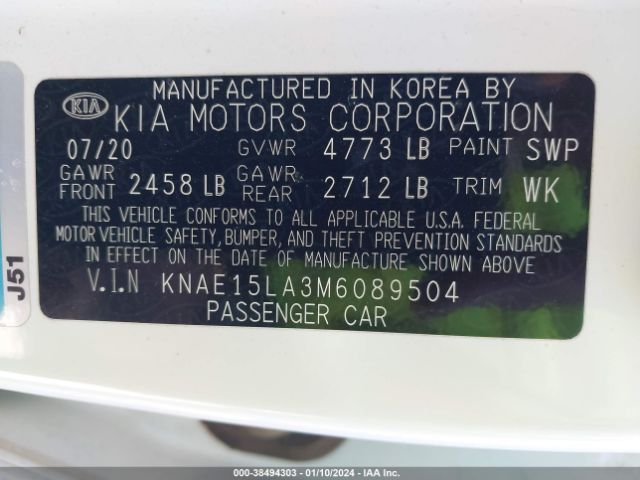 MANUFACTURED IN KOREA BY
KIA KIA MOTORS CORPORATION
07/20 GVWR 4773 LB PAINT SWP
GAWR FRONT 2458 LB GAWR REAR 2712 LB TRIM WK
THIS VEHICLE CONFORMS TO ALL APPLICABLE U.S.A. FEDERAL
MOTOR VEHICLE SAFETY, BUMPER, AND THEFT PREVENTION STANDARDS
IN EFFECT ON THE DATE OF MANUFACTURE SHOWN ABOVE
V.I.N KNAE15LA3M6089504
PASSENGER CAR
J51
000-38494303 - 01/10/2024 - IAAI.COM